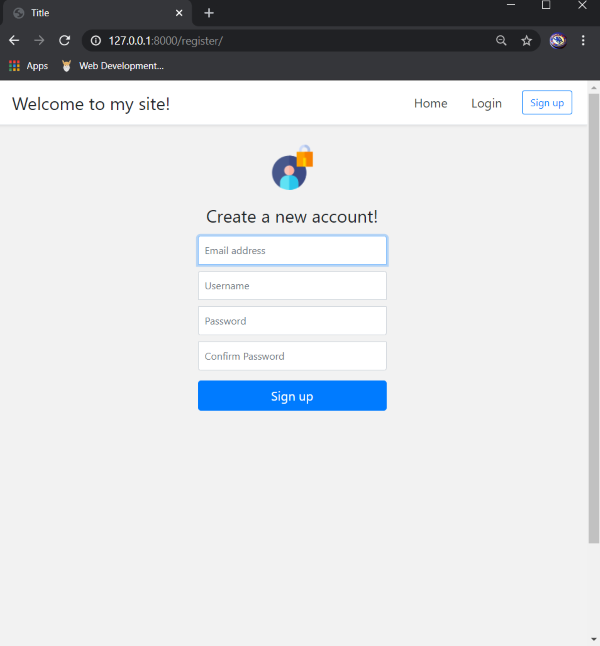 Title
127.0.0.1:8000/register/
Apps
Web Development...
Welcome to my site!
Home
Login
Sign up
Create a new account!
Email address
Username
Password
Confirm Password
Sign up